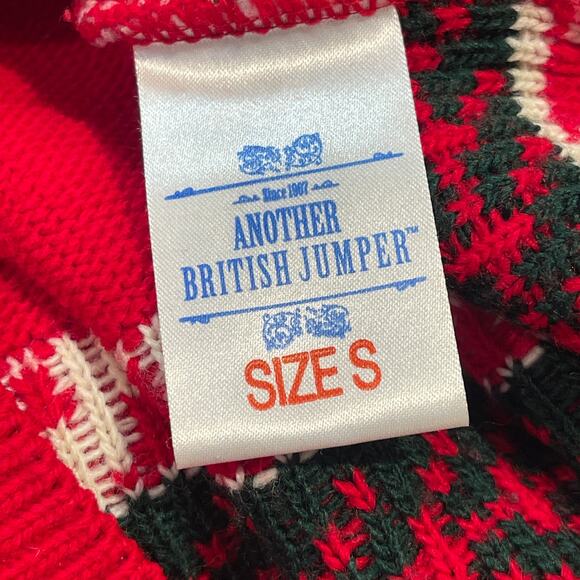 Since 1907
ANOTHER
BRITISH JUMPER™
SIZE S